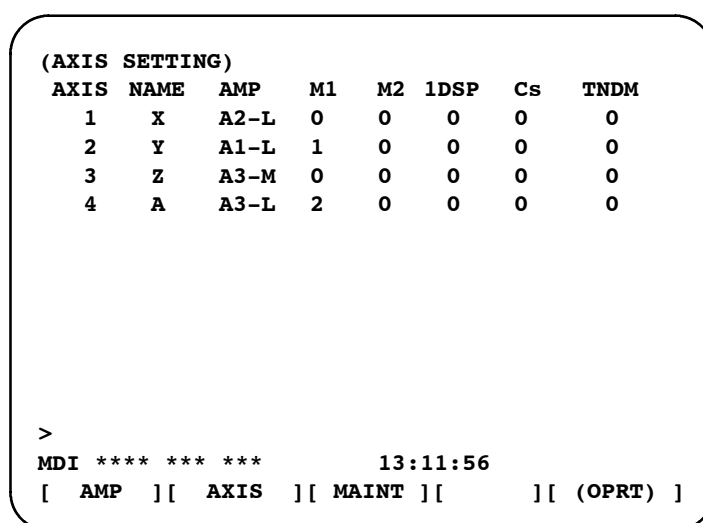 (AXIS SETTING)
AXIS NAME AMP M1 M2 1DSP Cs TNDM
1 X A2-L 0 0 0 0 0
2 Y A1-L 1 0 0 0 0
3 Z A3-M 0 0 0 0 0
4 A A3-L 2 0 0 0 0
>
MDI **** *** *** 13:11:56
[ AMP ][ AXIS ][ MAINT ][ ][ (OPRT) ]